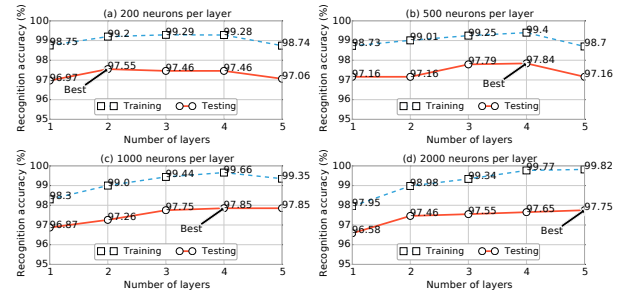 (a) 200 neurons per layer
Recognition accuracy (%)
100
99
98
97
96
95
98.75
99.2
99.29
99.28
98.74
96.97
97.55
97.46
97.46
97.06
Best
Training
Testing
1 2 3 4 5
Number of layers
(b) 500 neurons per layer
Recognition accuracy (%)
100
99
98
97
96
95
98.73
99.01
99.25
99.4
98.7
97.16
97.16
97.79
97.84
97.16
Best
Training
Testing
1 2 3 4 5
Number of layers
(c) 1000 neurons per layer
Recognition accuracy (%)
100
99
98
97
96
95
98.3
99.0
99.44
99.66
99.35
96.87
97.26
97.75
97.85
97.85
Best
Training
Testing
1 2 3 4 5
Number of layers
(d) 2000 neurons per layer
Recognition accuracy (%)
100
99
98
97
96
95
97.95
98.98
99.34
99.77
99.82
96.58
97.46
97.55
97.65
97.75
Best
Training
Testing
1 2 3 4 5
Number of layers